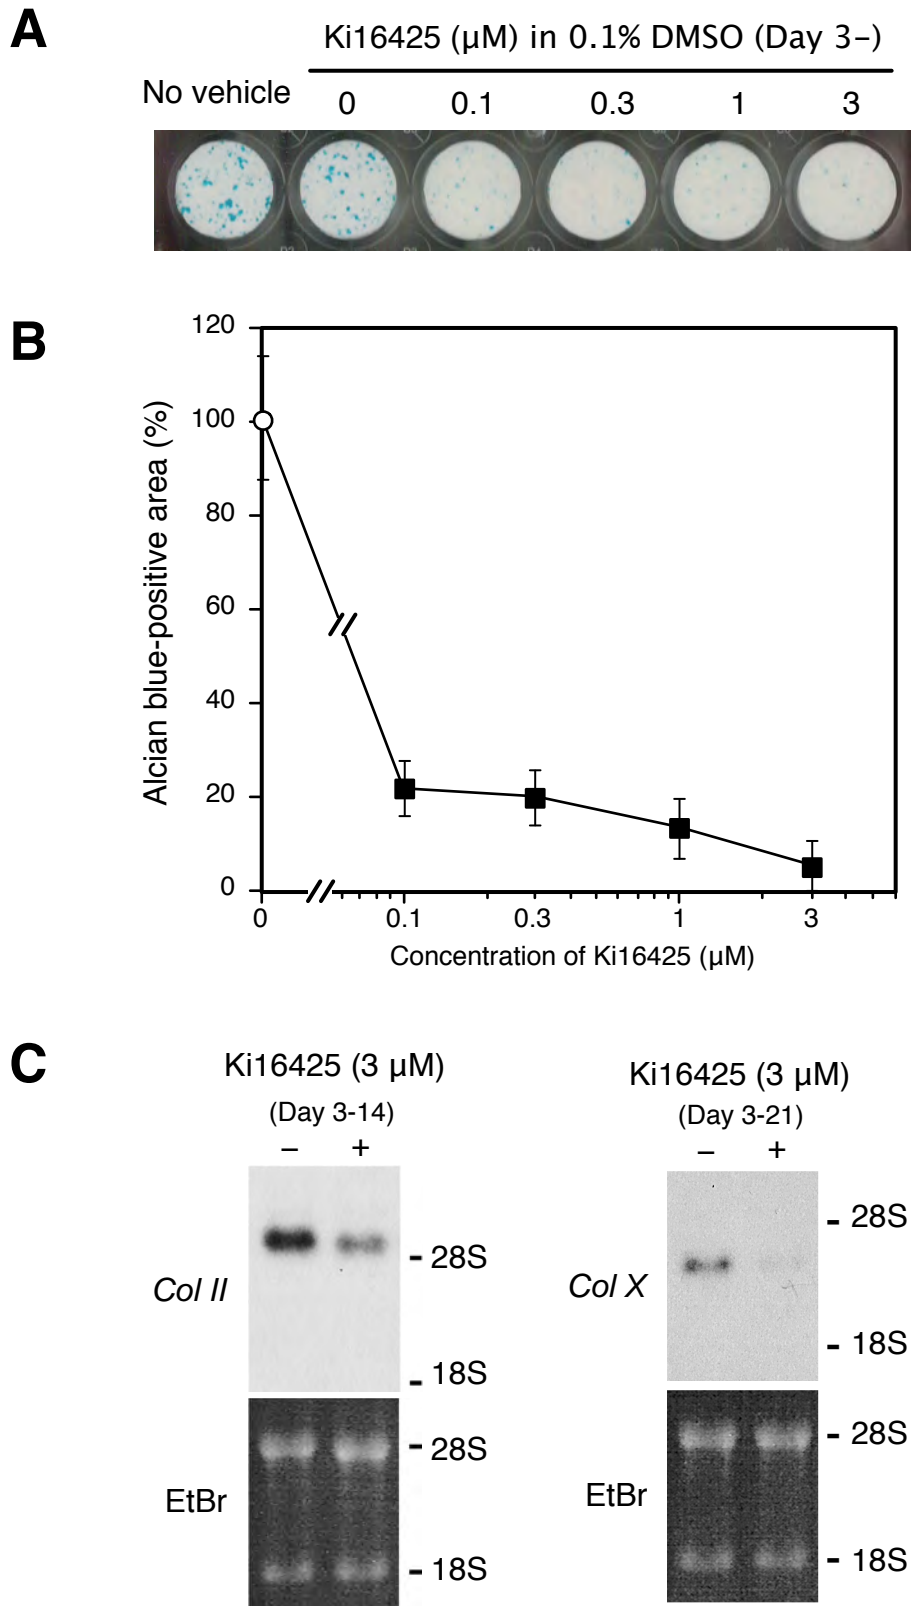 A
Ki16425 (µM) in 0.1% DMSO (Day 3–)
No vehicle 0 0.1 0.3 1 3
B
120
100
80
60
40
20
0
Alcian blue-positive area (%)
0 0.1 0.3 1 3
Concentration of Ki16425 (µM)
C
Ki16425 (3 µM)
(Day 3-14)
– +
Col II
- 28S
- 18S
EtBr
- 28S
- 18S
Ki16425 (3 µM)
(Day 3-21)
– +
Col X
- 28S
- 18S
EtBr
- 28S
- 18S